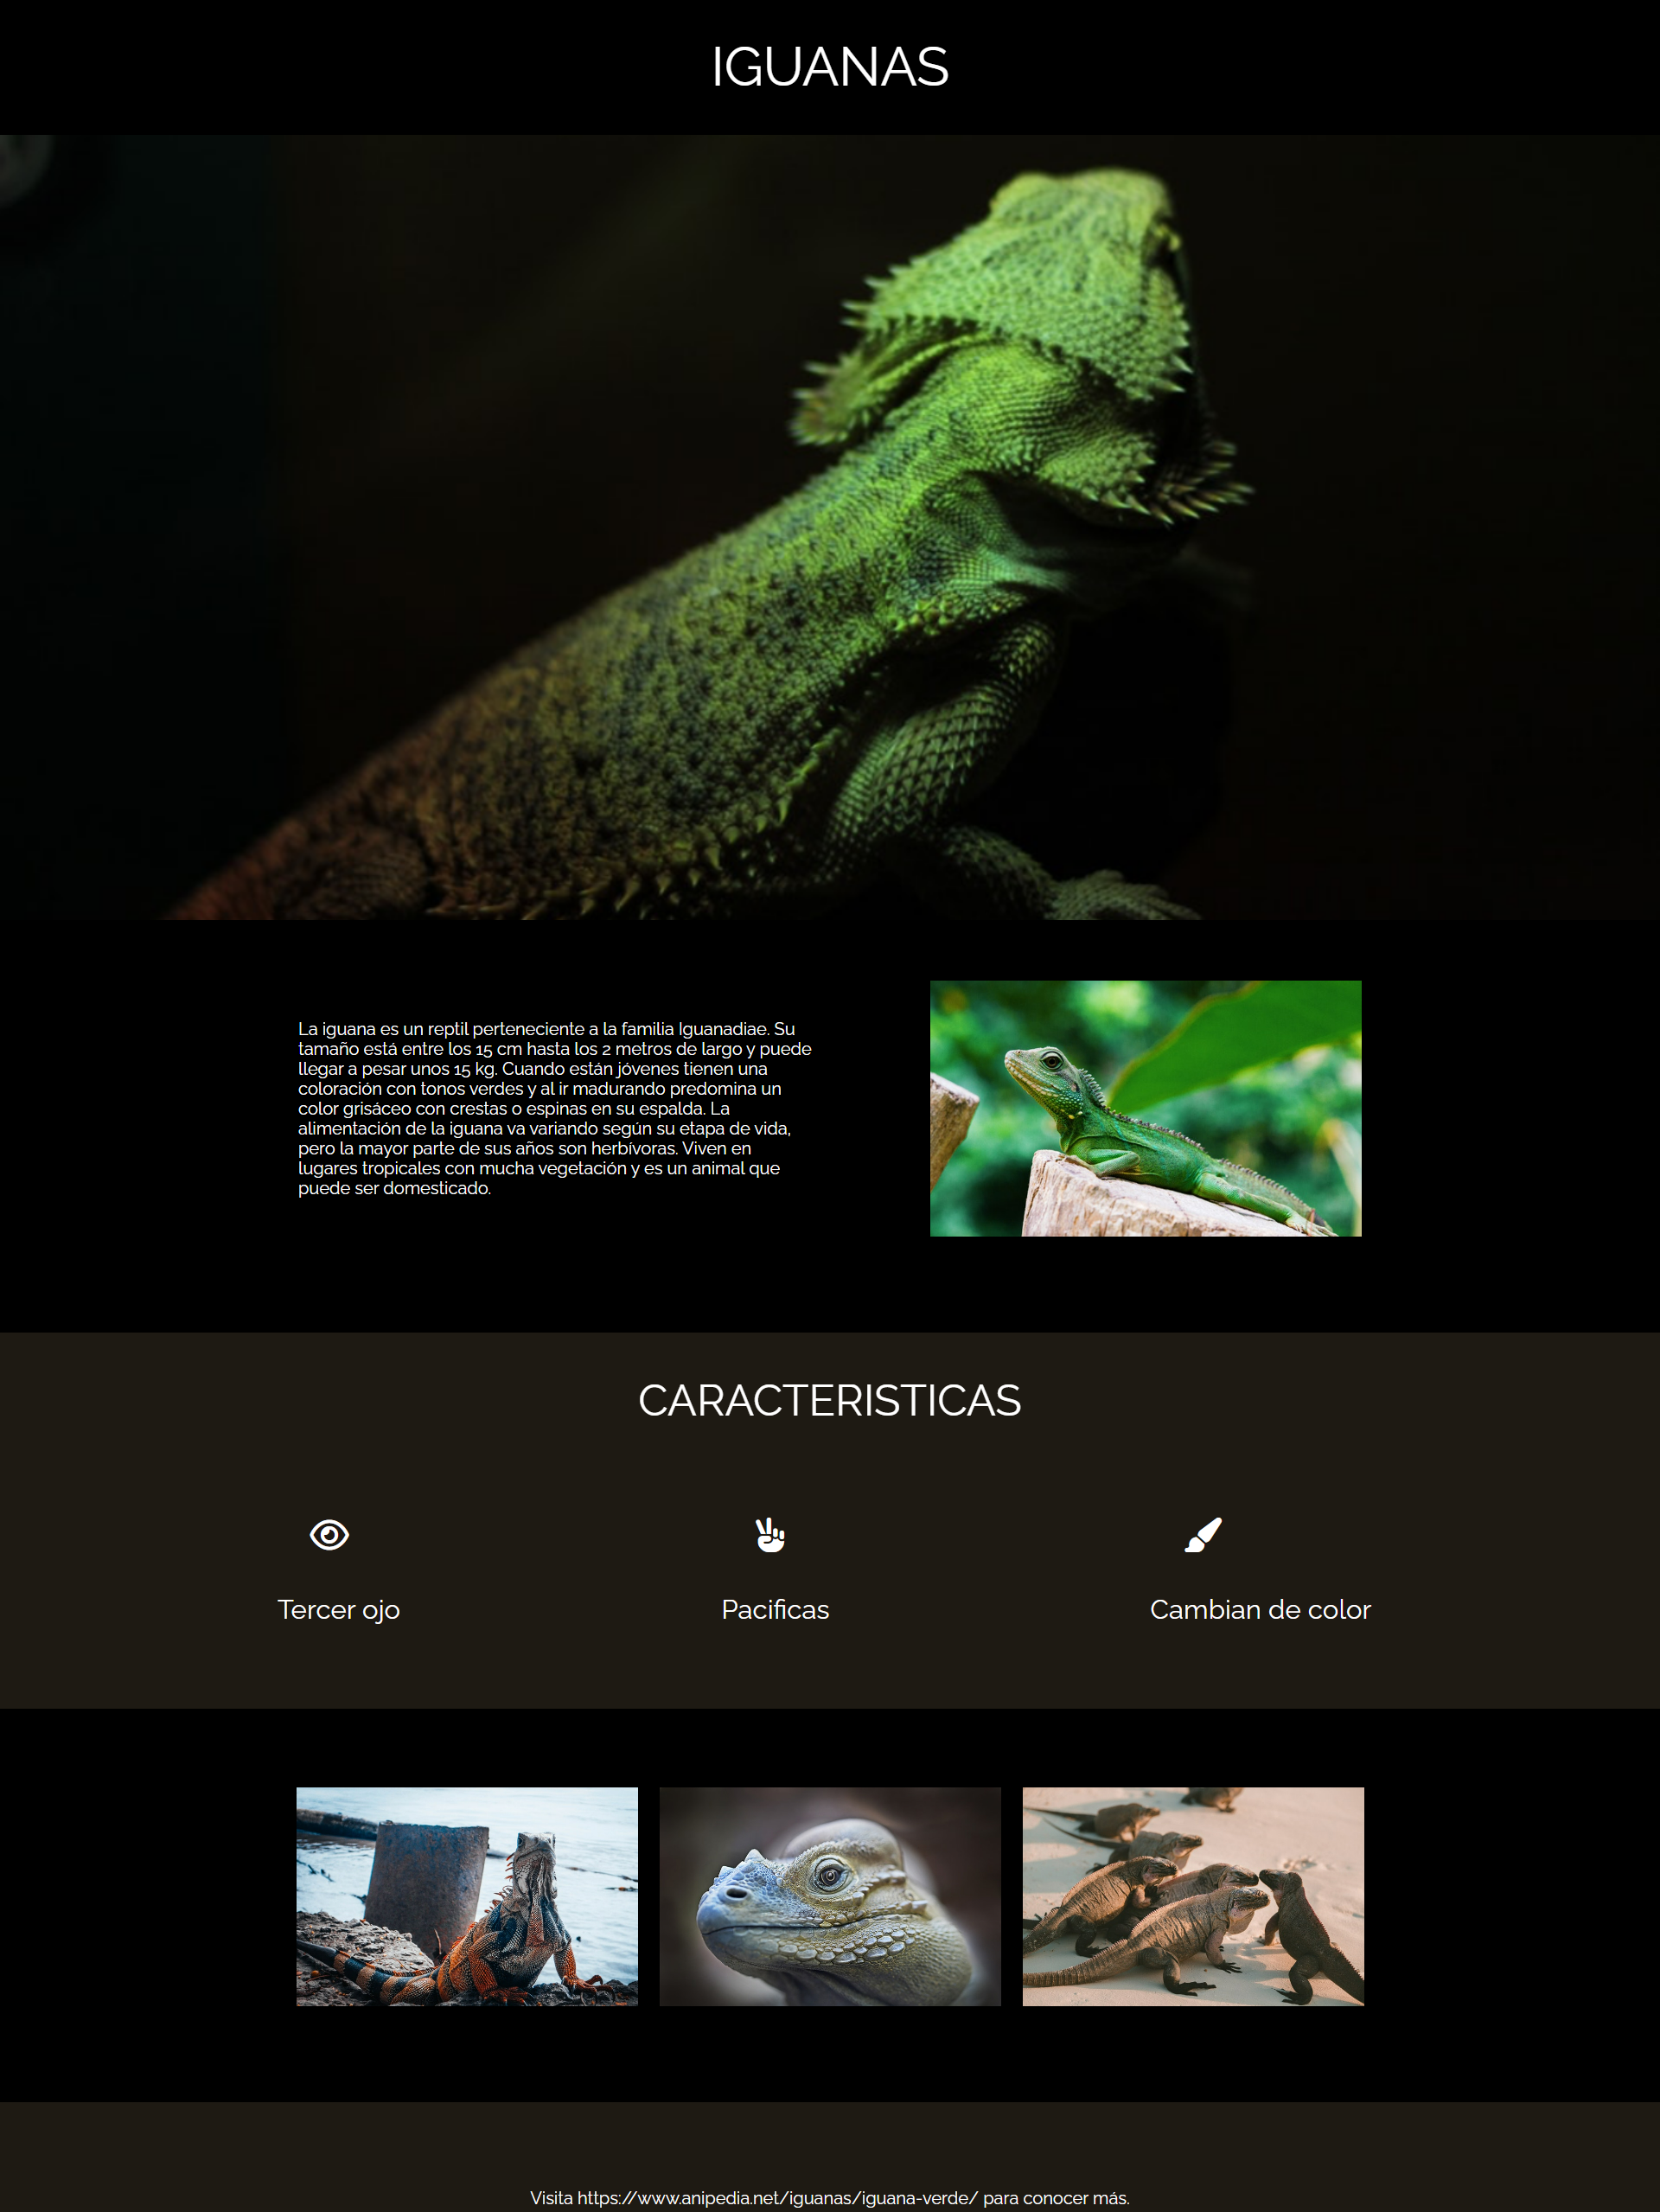 IGUANAS
La iguana es un reptil perteneciente a la familia Iguanadiae. Su
tamaño está entre los 15 cm hasta los 2 metros de largo y puede
llegar a pesar unos 15 kg. Cuando están jóvenes tienen una
coloración con tonos verdes y al ir madurando predomina un
color grisáceo con crestas o espinas en su espalda. La
alimentación de la iguana va variando según su etapa de vida,
pero la mayor parte de sus años son herbívoras. Viven en
lugares tropicales con mucha vegetación y es un animal que
puede ser domesticado.
CARACTERISTICAS
Tercer ojo
Pacificas
Cambian de color
Visita https://www.anipedia.net/iguanas/iguana-verde/ para conocer más.